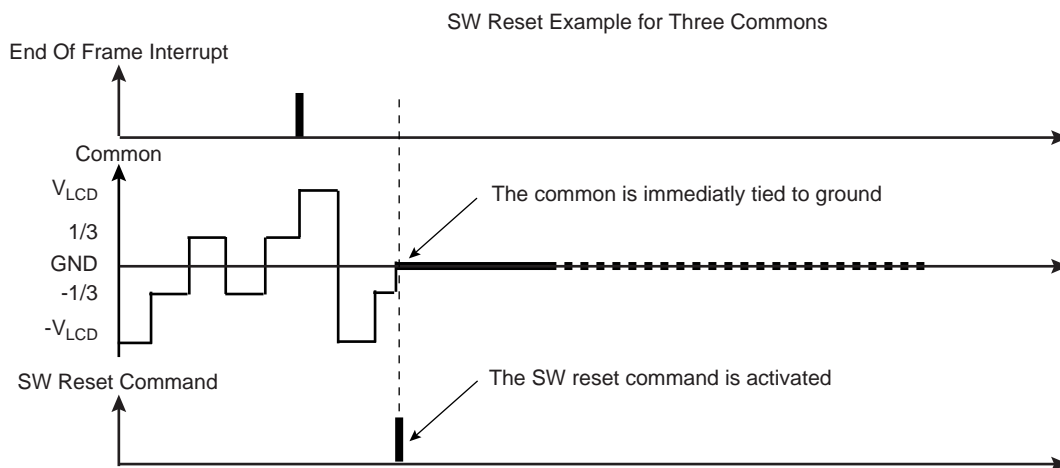 SW Reset Example for Three Commons
End Of Frame Interrupt
Common
VLCD
The common is immediatly tied to ground
1/3
GND
-1/3
-VLCD
SW Reset Command
The SW reset command is activated